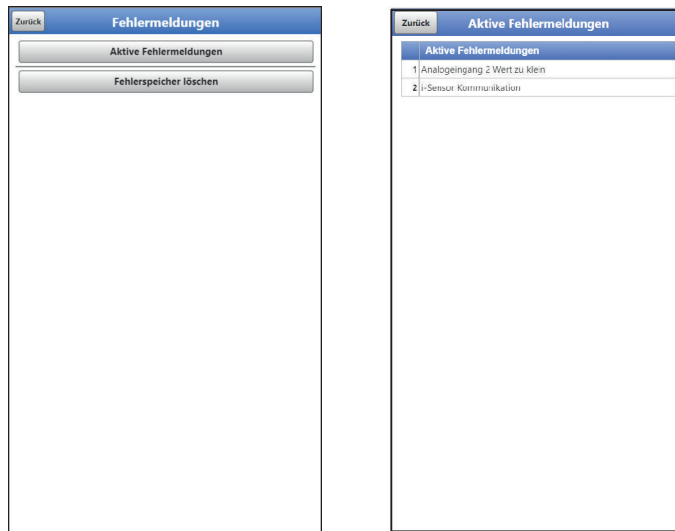 Zurück
Fehlermeldungen
Aktive Fehlermeldungen
Fehlerspeicher löschen
Zurück
Aktive Fehlermeldungen
Aktive Fehlermeldungen
1 Analogeingang 2 Wert zu klein
2 i-Sensor Kommunikation